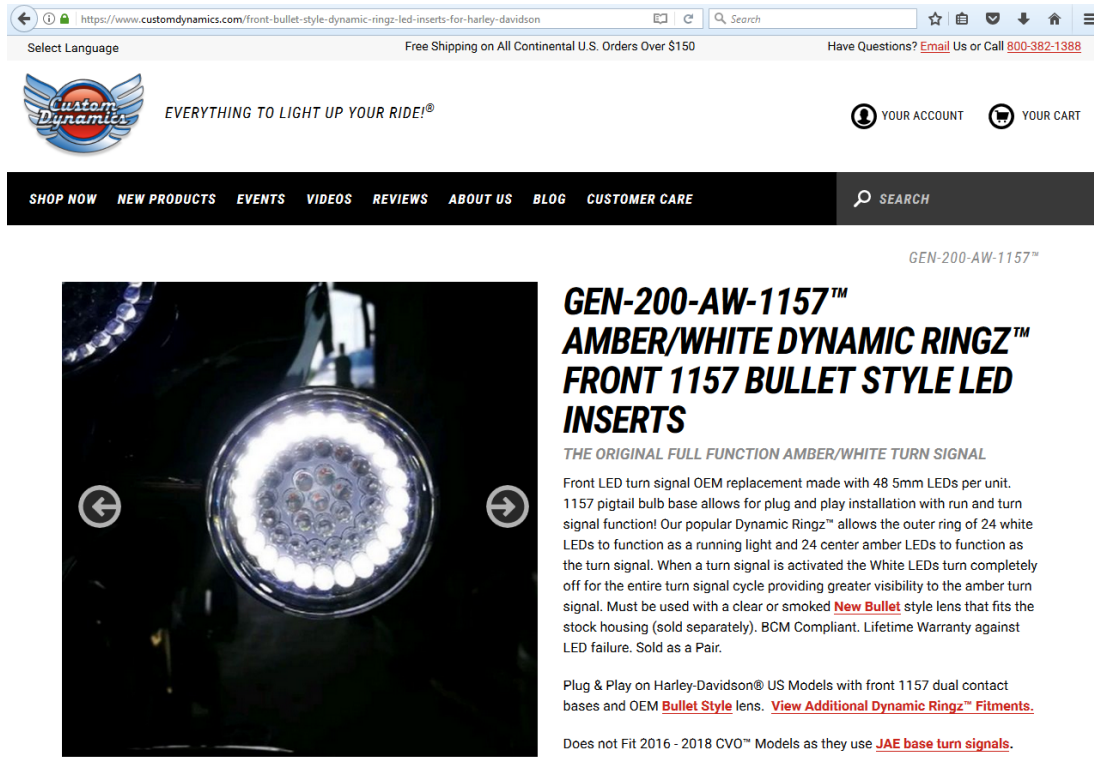 https://www.customdynamics.com/front-bullet-style-dynamic-ringz-led-inserts-for-harley-davidson
Search
Select Language
Free Shipping on All Continental U.S. Orders Over $150
Have Questions? Email Us or Call 800-382-1388
Custom
Dynamics
EVERYTHING TO LIGHT UP YOUR RIDE!®
YOUR ACCOUNT
YOUR CART
SHOP NOW
NEW PRODUCTS
EVENTS
VIDEOS
REVIEWS
ABOUT US
BLOG
CUSTOMER CARE
SEARCH
GEN-200-AW-1157™
GEN-200-AW-1157™
AMBER/WHITE DYNAMIC RINGZ™
FRONT 1157 BULLET STYLE LED
INSERTS
THE ORIGINAL FULL FUNCTION AMBER/WHITE TURN SIGNAL
Front LED turn signal OEM replacement made with 48 5mm LEDs per unit.
1157 pigtail bulb base allows for plug and play installation with run and turn
signal function! Our popular Dynamic Ringz™ allows the outer ring of 24 white
LEDs to function as a running light and 24 center amber LEDs to function as
the turn signal. When a turn signal is activated the White LEDs turn completely
off for the entire turn signal cycle providing greater visibility to the amber turn
signal. Must be used with a clear or smoked New Bullet style lens that fits the
stock housing (sold separately). BCM Compliant. Lifetime Warranty against
LED failure. Sold as a Pair.
Plug & Play on Harley-Davidson® US Models with front 1157 dual contact
bases and OEM Bullet Style lens. View Additional Dynamic Ringz™ Fitments.
Does not Fit 2016 - 2018 CVO™ Models as they use JAE base turn signals.